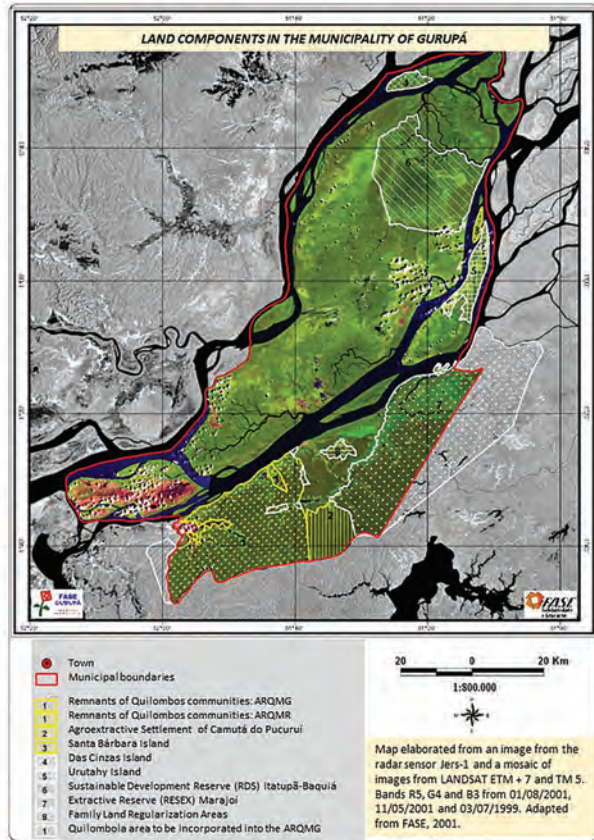 LAND COMPONENTS IN THE MUNICIPALITY OF GURUPÁ
FASE
GURUPÁ
FASE
Town
Municipal boundaries
1 Remnants of Quilombos communities: ARQMG
1 Remnants of Quilombos communities: ARQMR
2 Agroextractive Settlement of Camutá do Pucuruí
3 Santa Bárbara Island
4 Das Cinzas Island
5 Urutahy Island
6 Sustainable Development Reserve (RDS) Itatupã-Baquiá
7 Extractive Reserve (RESEX) Marajoí
8 Family Land Regularization Areas
1 Quilombola area to be incorporated into the ARQMG
20 0 20 Km
1:800.000
Map elaborated from an image from the
radar sensor Jers-1 and a mosaic of
images from LANDSAT ETM + 7 and TM 5.
Bands R5, G4 and B3 from 01/08/2001,
11/05/2001 and 03/07/1999. Adapted
from FASE, 2001.